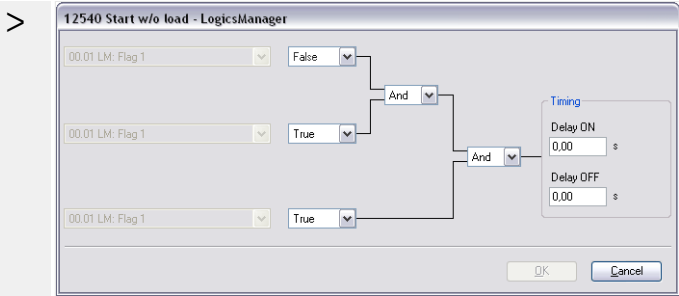 >
12540 Start w/o load - LogicsManager
00.01 LM: Flag 1
False
And
Timing
Delay ON
00.01 LM: Flag 1
True
0,00 s
And
Delay OFF
0,00 s
00.01 LM: Flag 1
True
OK
Cancel